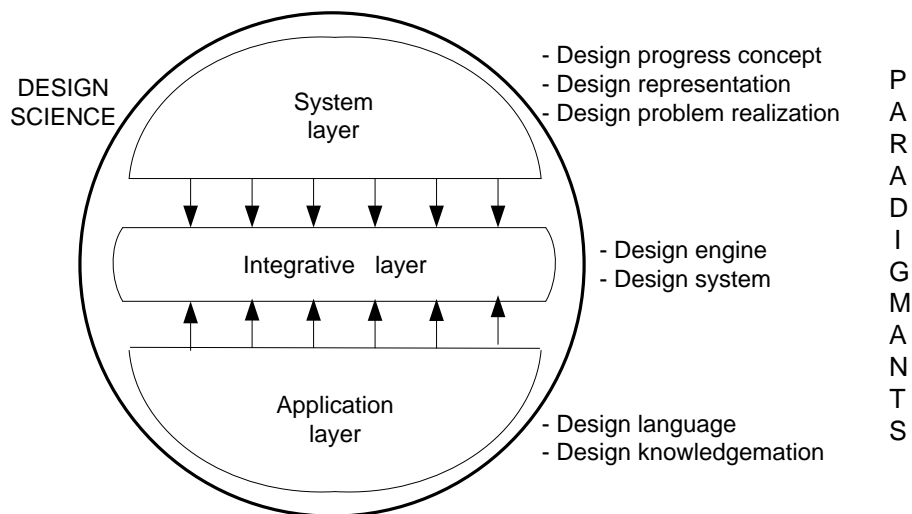 DESIGN
SCIENCE
System
layer
- Design progress concept
- Design representation
- Design problem realization
Integrative layer
- Design engine
- Design system
Application
layer
- Design language
- Design knowledgemation
P
A
R
A
D
I
G
M
A
N
T
S